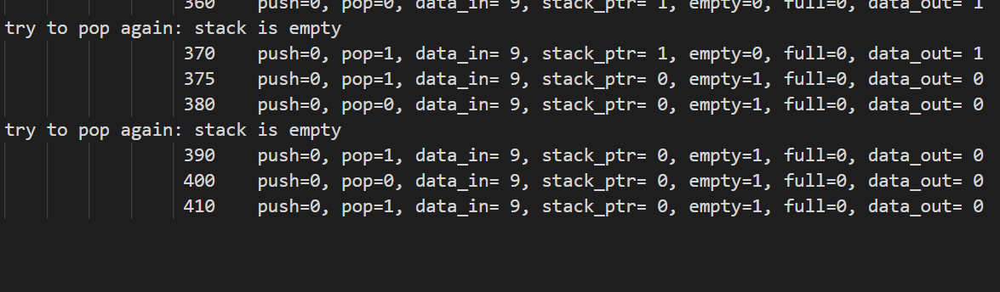 360 push=0, pop=0, data_in= 9, stack_ptr= 1, empty=0, full=0, data_out= 1
try to pop again: stack is empty
370 push=0, pop=1, data_in= 9, stack_ptr= 1, empty=0, full=0, data_out= 1
375 push=0, pop=1, data_in= 9, stack_ptr= 0, empty=1, full=0, data_out= 0
380 push=0, pop=0, data_in= 9, stack_ptr= 0, empty=1, full=0, data_out= 0
try to pop again: stack is empty
390 push=0, pop=1, data_in= 9, stack_ptr= 0, empty=1, full=0, data_out= 0
400 push=0, pop=0, data_in= 9, stack_ptr= 0, empty=1, full=0, data_out= 0
410 push=0, pop=1, data_in= 9, stack_ptr= 0, empty=1, full=0, data_out= 0